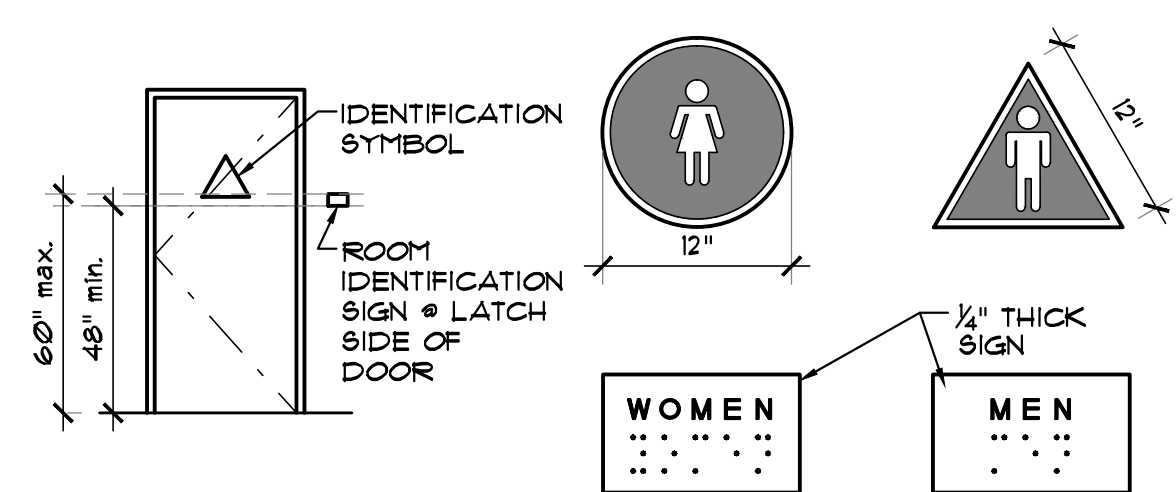 IDENTIFICATION
SYMBOL
60" max.
48" min.
ROOM
IDENTIFICATION
SIGN @ LATCH
SIDE OF
DOOR
12"
12"
¼" THICK
SIGN
WOMEN
⠺⠕⠍⠑⠝
MEN
⠍⠑⠝